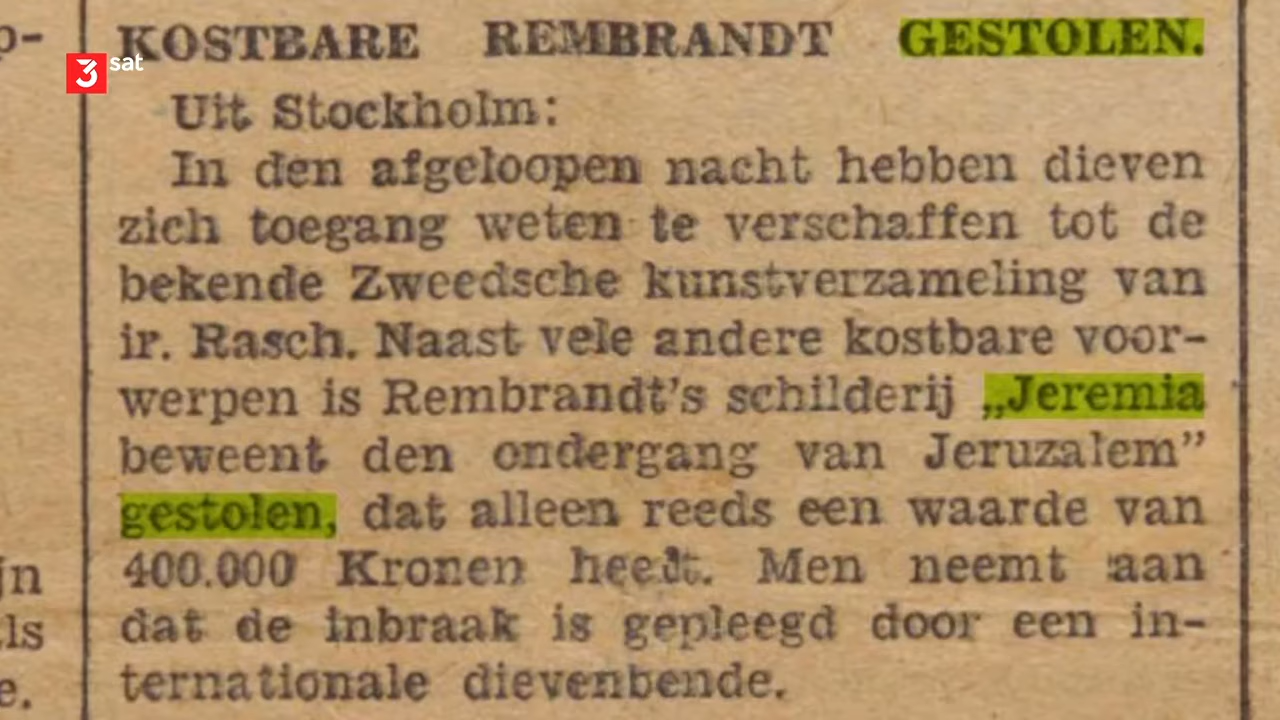 KOSTBARE REMBRANDT GESTOLEN.
3sat
Uit Stockholm:
In den afgeloopen nacht hebben dieven
zich toegang weten te verschaffen tot de
bekende Zweedsche kunstverzameling van
ir. Rasch. Naast vele andere kostbare voor-
werpen is Rembrandt's schilderij „Jeremia
beweent den ondergang van Jeruzalem”
gestolen, dat alleen reeds een waarde van
400.000 Kronen heeft. Men neemt aan
dat de inbraak is gepleegd door een in-
ternationale dievenbende.
p-
jn
ls
e.